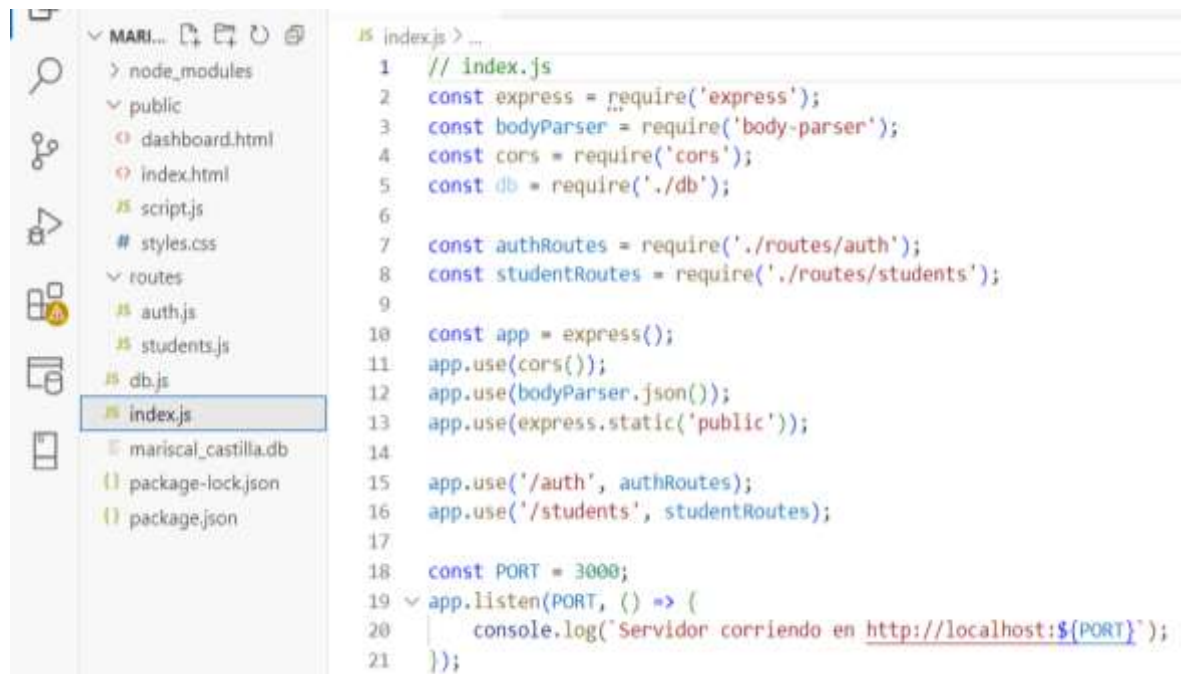 MARI...
node_modules
public
dashboard.html
index.html
JS script.js
# styles.css
routes
JS auth.js
JS students.js
JS db.js
JS index.js
mariscal_castilla.db
{} package-lock.json
{} package.json
JS index.js > ...
1 // index.js
2 const express = require('express');
3 const bodyParser = require('body-parser');
4 const cors = require('cors');
5 const db = require('./db');
6
7 const authRoutes = require('./routes/auth');
8 const studentRoutes = require('./routes/students');
9
10 const app = express();
11 app.use(cors());
12 app.use(bodyParser.json());
13 app.use(express.static('public'));
14
15 app.use('/auth', authRoutes);
16 app.use('/students', studentRoutes);
17
18 const PORT = 3000;
19 app.listen(PORT, () => {
20 console.log(`Servidor corriendo en http://localhost:${PORT}`);
21 });